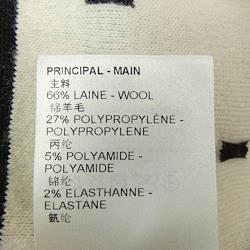 PRINCIPAL - MAIN
主料
66% LAINE - WOOL
绵羊毛
27% POLYPROPYLÈNE -
POLYPROPYLENE
丙纶
5% POLYAMIDE -
POLYAMIDE
锦纶
2% ELASTHANNE -
ELASTANE
氨纶